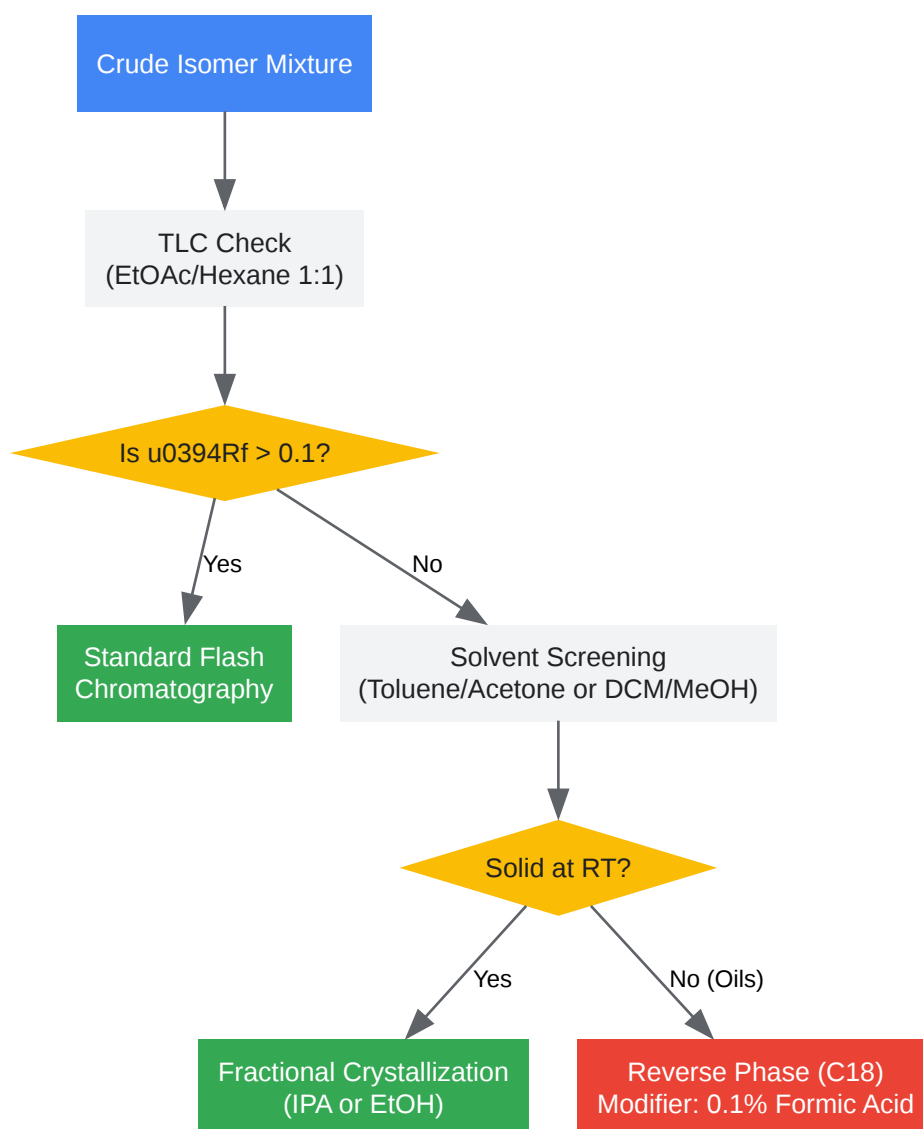 Crude Isomer Mixture
TLC Check
(EtOAc/Hexane 1:1)
Is u0394Rf > 0.1?
Yes
No
Standard Flash
Chromatography
Solvent Screening
(Toluene/Acetone or DCM/MeOH)
Solid at RT?
Yes
No (Oils)
Fractional Crystallization
(IPA or EtOH)
Reverse Phase (C18)
Modifier: 0.1% Formic Acid